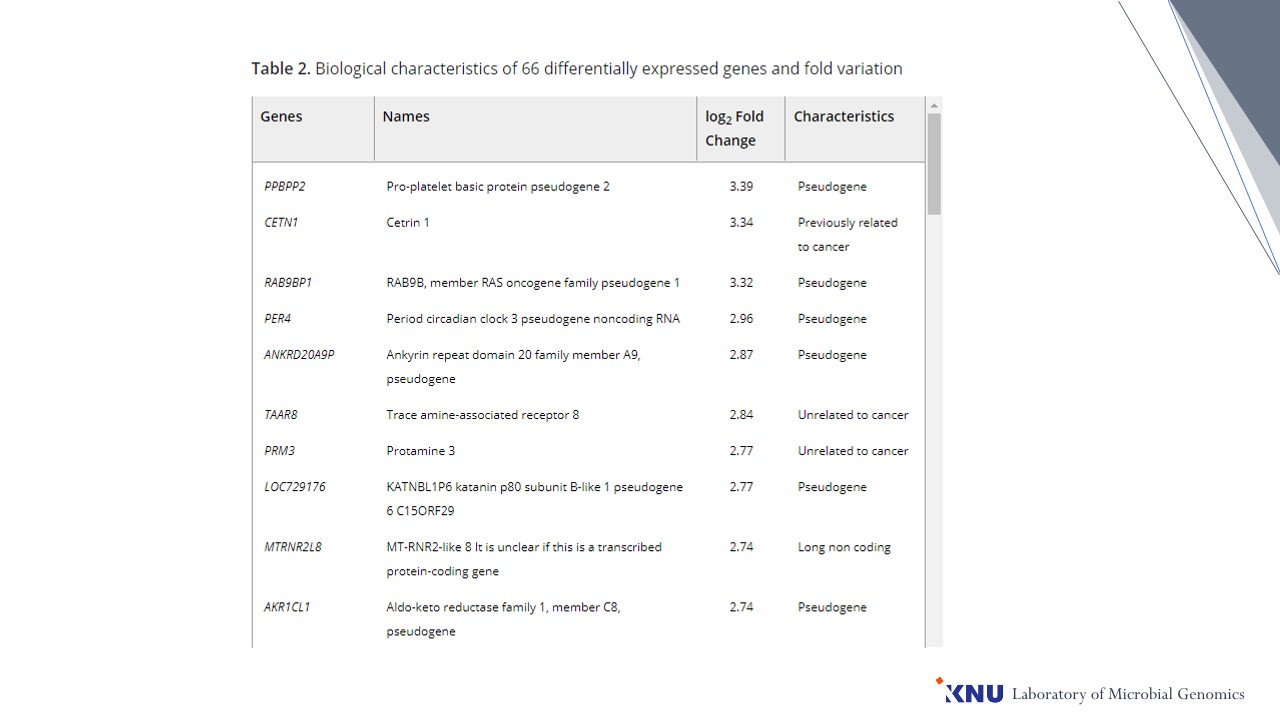 Table 2. Biological characteristics of 66 differentially expressed genes and fold variation
Genes Names log2 Fold Characteristics
Change
PPBPP2 Pro-platelet basic protein pseudogene 2 3.39 Pseudogene
CETN1 Cetrin 1 3.34 Previously related
to cancer
RAB9BP1 RAB9B, member RAS oncogene family pseudogene 1 3.32 Pseudogene
PER4 Period circadian clock 3 pseudogene noncoding RNA 2.96 Pseudogene
ANKRD20A9P Ankyrin repeat domain 20 family member A9, 2.87 Pseudogene
pseudogene
TAAR8 Trace amine-associated receptor 8 2.84 Unrelated to cancer
PRM3 Protamine 3 2.77 Unrelated to cancer
LOC729176 KATNBL1P6 katanin p80 subunit B-like 1 pseudogene 2.77 Pseudogene
6 C15ORF29
MTRNR2L8 MT-RNR2-like 8 It is unclear if this is a transcribed 2.74 Long non coding
protein-coding gene
AKR1CL1 Aldo-keto reductase family 1, member C8, 2.74 Pseudogene
pseudogene
KNU Laboratory of Microbial Genomics